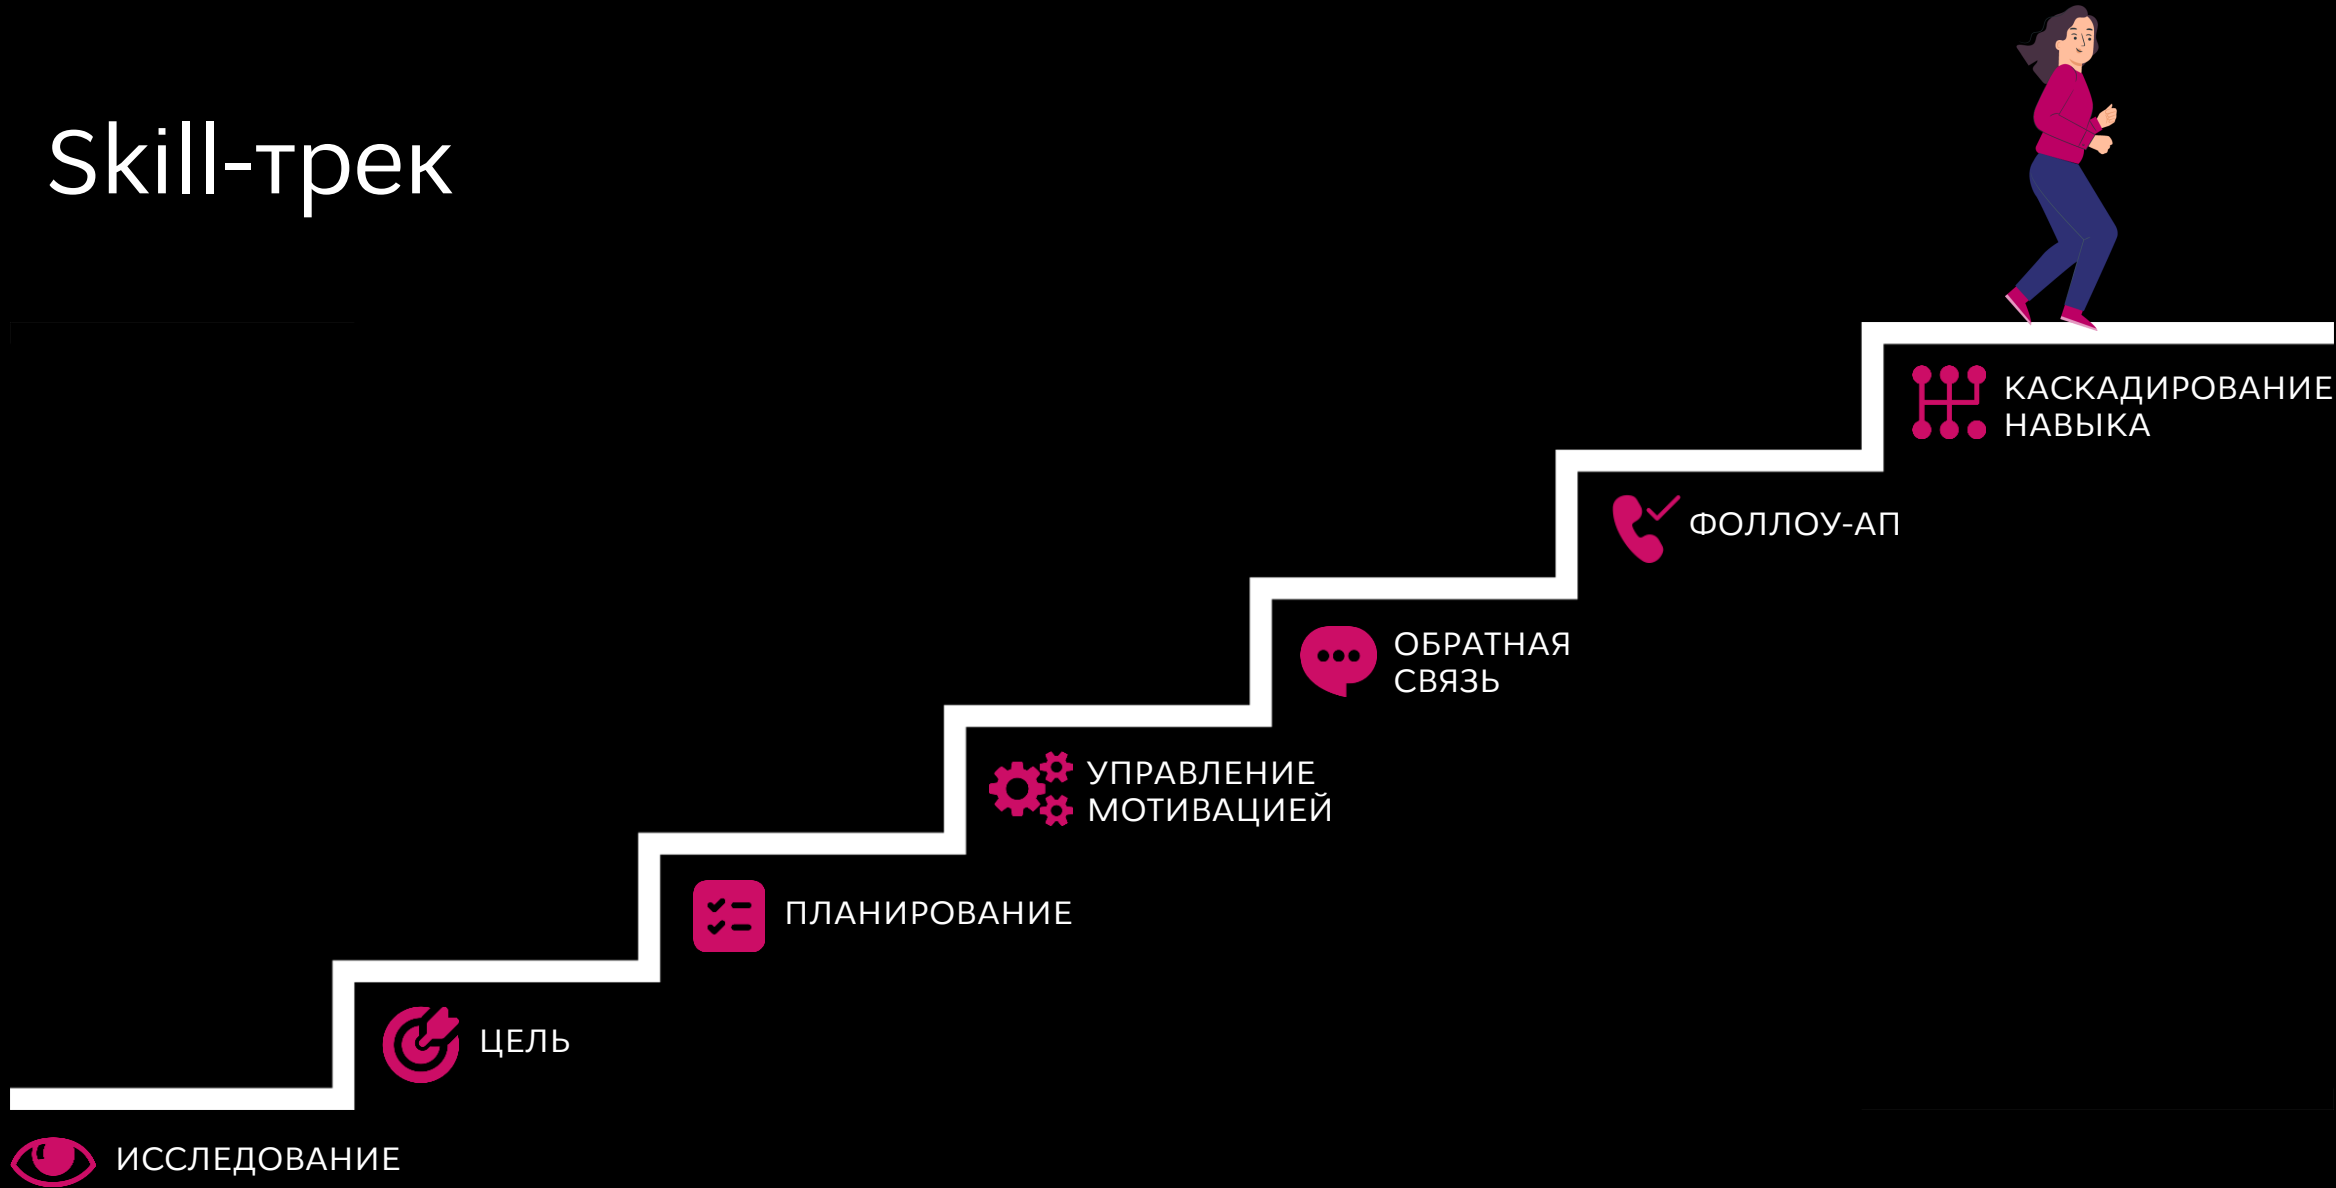 Skill-трек
КАСКАДИРОВАНИЕ
НАВЫКА
ФОЛЛОУ-АП
ОБРАТНАЯ
СВЯЗЬ
УПРАВЛЕНИЕ
МОТИВАЦИЕЙ
ПЛАНИРОВАНИЕ
ЦЕЛЬ
ИССЛЕДОВАНИЕ